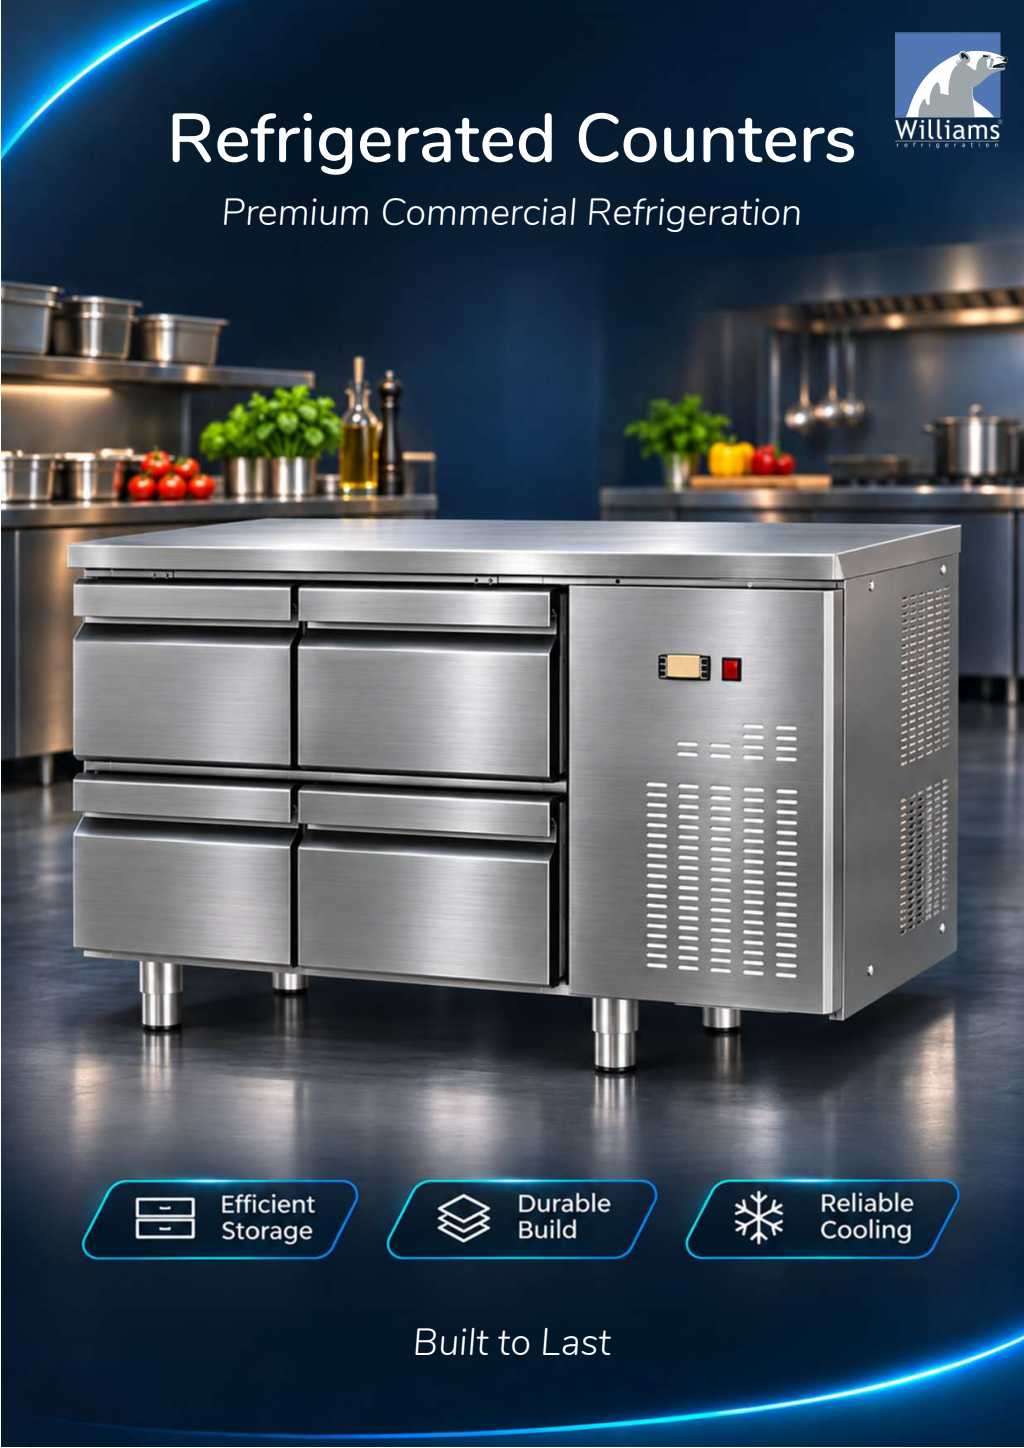 Williams
refrigeration
Refrigerated Counters
Premium Commercial Refrigeration
Efficient
Storage
Durable
Build
Reliable
Cooling
Built to Last